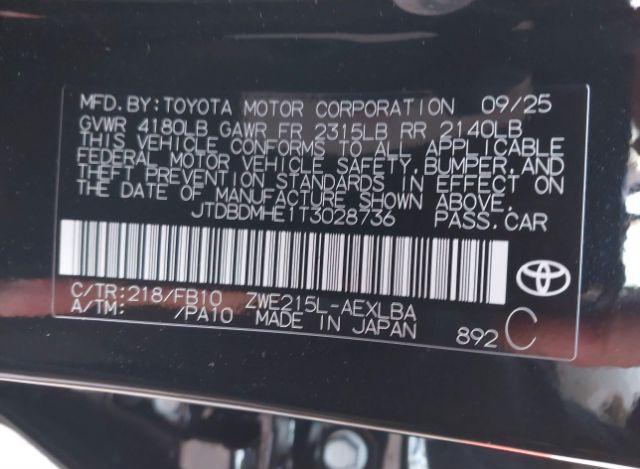 MFD. BY: TOYOTA MOTOR CORPORATION 09/25
GVWR 4180LB GAWR FR 2315LB RR 2140LB
THIS VEHICLE CONFORMS TO ALL APPLICABLE
FEDERAL MOTOR VEHICLE SAFETY, BUMPER, AND
THEFT PREVENTION STANDARDS IN EFFECT ON
THE DATE OF MANUFACTURE SHOWN ABOVE.
JTDBDMHE1T3028736 PASS. CAR
C/TR: 218/FB10 ZWE215L-AEXLBA
A/TM: /PA10 MADE IN JAPAN 892 C